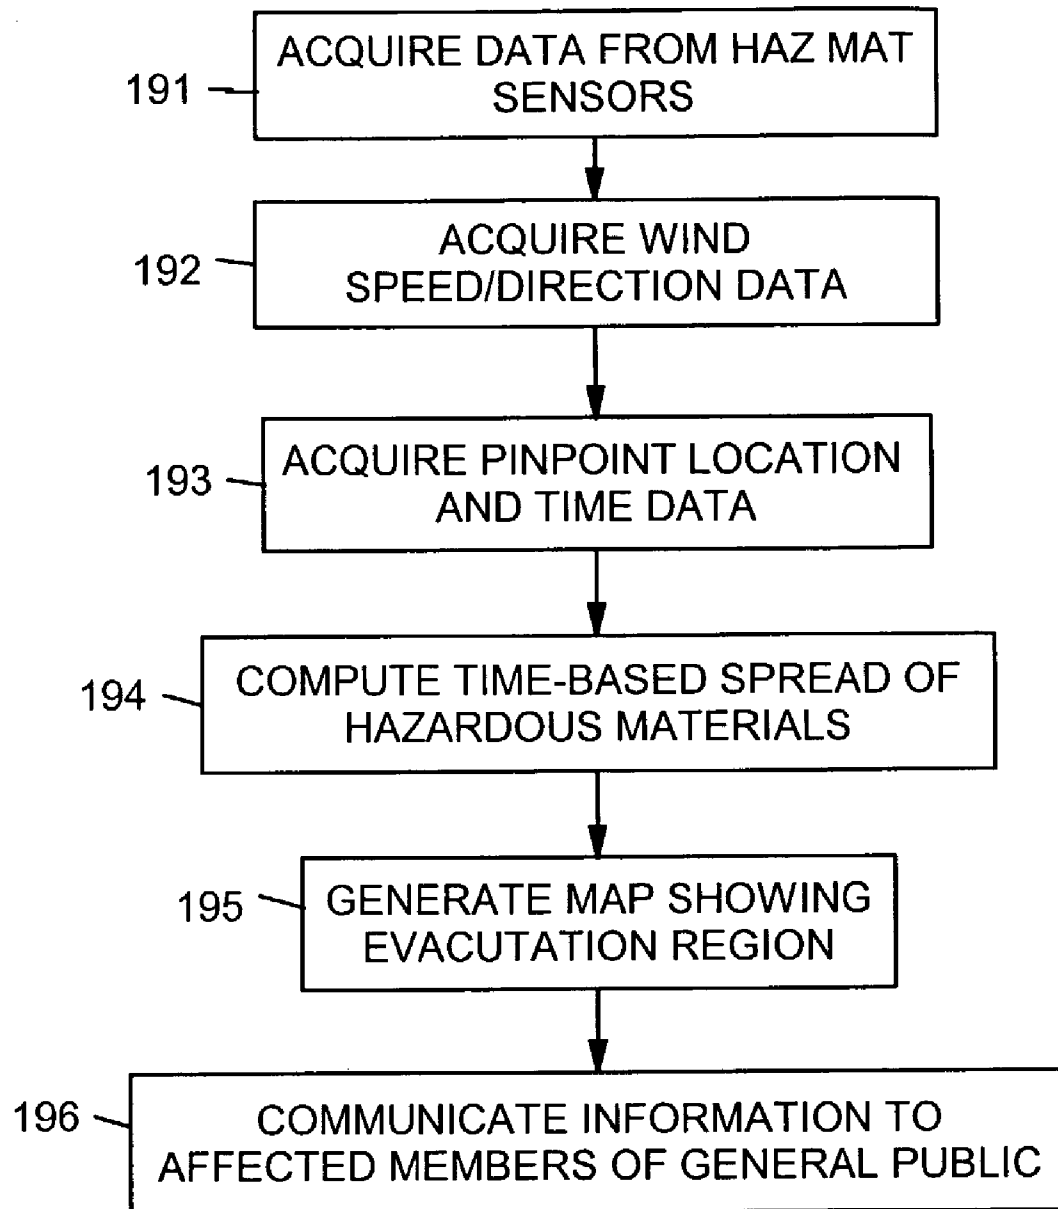 191
ACQUIRE DATA FROM HAZ MAT
SENSORS
192
ACQUIRE WIND
SPEED/DIRECTION DATA
193
ACQUIRE PINPOINT LOCATION
AND TIME DATA
194
COMPUTE TIME-BASED SPREAD OF
HAZARDOUS MATERIALS
195
GENERATE MAP SHOWING
EVACUTATION REGION
196
COMMUNICATE INFORMATION TO
AFFECTED MEMBERS OF GENERAL PUBLIC